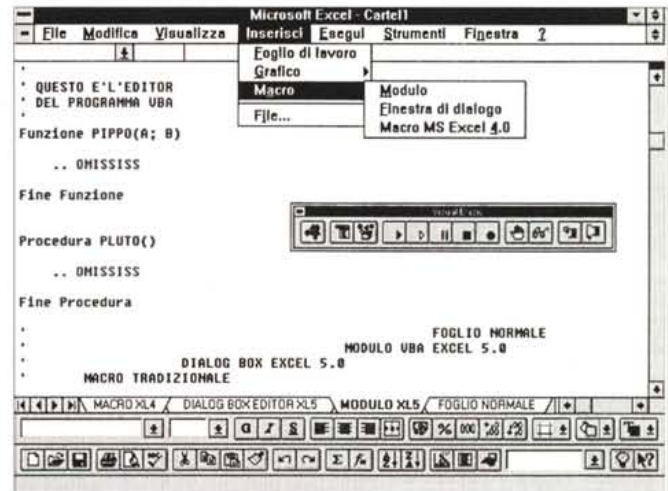 Microsoft Excel - Cartel1
File Modifica Visualizza Inserisci Esegui Strumenti Finestra ?
Foglio di lavoro
Grafico
Macro
File...
Modulo
Finestra di dialogo
Macro MS Excel 4.0
'
' QUESTO E'L'EDITOR
' DEL PROGRAMMA VBA
'
Funzione PIPPO(A; B)
.. OMISSISS
Fine Funzione
Procedura PLUTO()
.. OMISSISS
Fine Procedura
' FOGLIO NORMALE
' MODULO VBA EXCEL 5.0
' DIALOG BOX EXCEL 5.0
' MACRO TRADIZIONALE
MACRO XL4 DIALOG BOX EDITOR XL5 MODULO XL5 FOGLIO NORMALE
G I S % 000
Σ